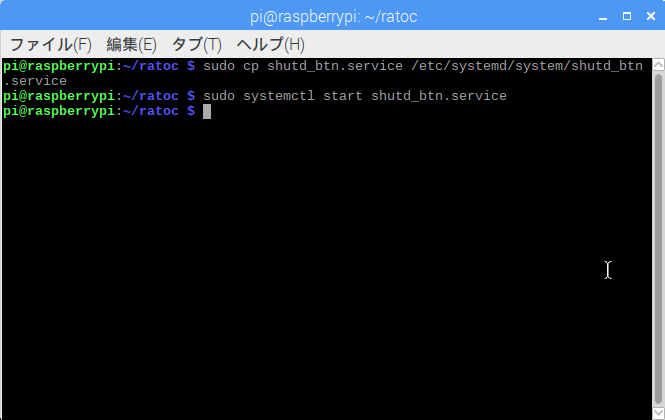 pi@raspberrypi: ~/ratoc
ファイル(F) 編集(E) タブ(T) ヘルプ(H)
pi@raspberrypi:~/ratoc $ sudo cp shutd_btn.service /etc/systemd/system/shutd_btn
.service
pi@raspberrypi:~/ratoc $ sudo systemctl start shutd_btn.service
pi@raspberrypi:~/ratoc $